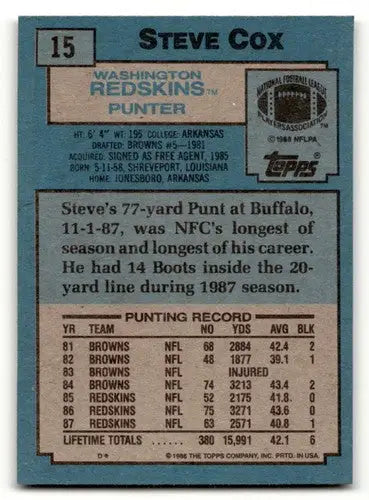 15
STEVE COX
WASHINGTON
REDSKINS™
PUNTER
NATIONAL FOOTBALL LEAGUE
PLAYERS ASSOCIATION
©1988 NFLPA
TOPPS®
HT: 6' 4" WT: 195 COLLEGE: ARKANSAS
DRAFTED: BROWNS #5—1981
ACQUIRED: SIGNED AS FREE AGENT, 1985
BORN: 5-11-58, SHREVEPORT, LOUISIANA
HOME: JONESBORO, ARKANSAS
Steve's 77-yard Punt at Buffalo,
11-1-87, was NFC's longest of
season and longest of his career.
He had 14 Boots inside the 20-
yard line during 1987 season.
PUNTING RECORD
YR TEAM NO YDS AVG BLK
81 BROWNS NFL 68 2884 42.4 2
82 BROWNS NFL 48 1877 39.1 1
83 BROWNS NFL INJURED
84 BROWNS NFL 74 3213 43.4 2
85 REDSKINS NFL 52 2175 41.8 0
86 REDSKINS NFL 75 3271 43.6 0
87 REDSKINS NFL 63 2571 40.8 1
LIFETIME TOTALS ...... 380 15,991 42.1 6
D* ©1988 THE TOPPS COMPANY, INC. PRTD. IN U.S.A.